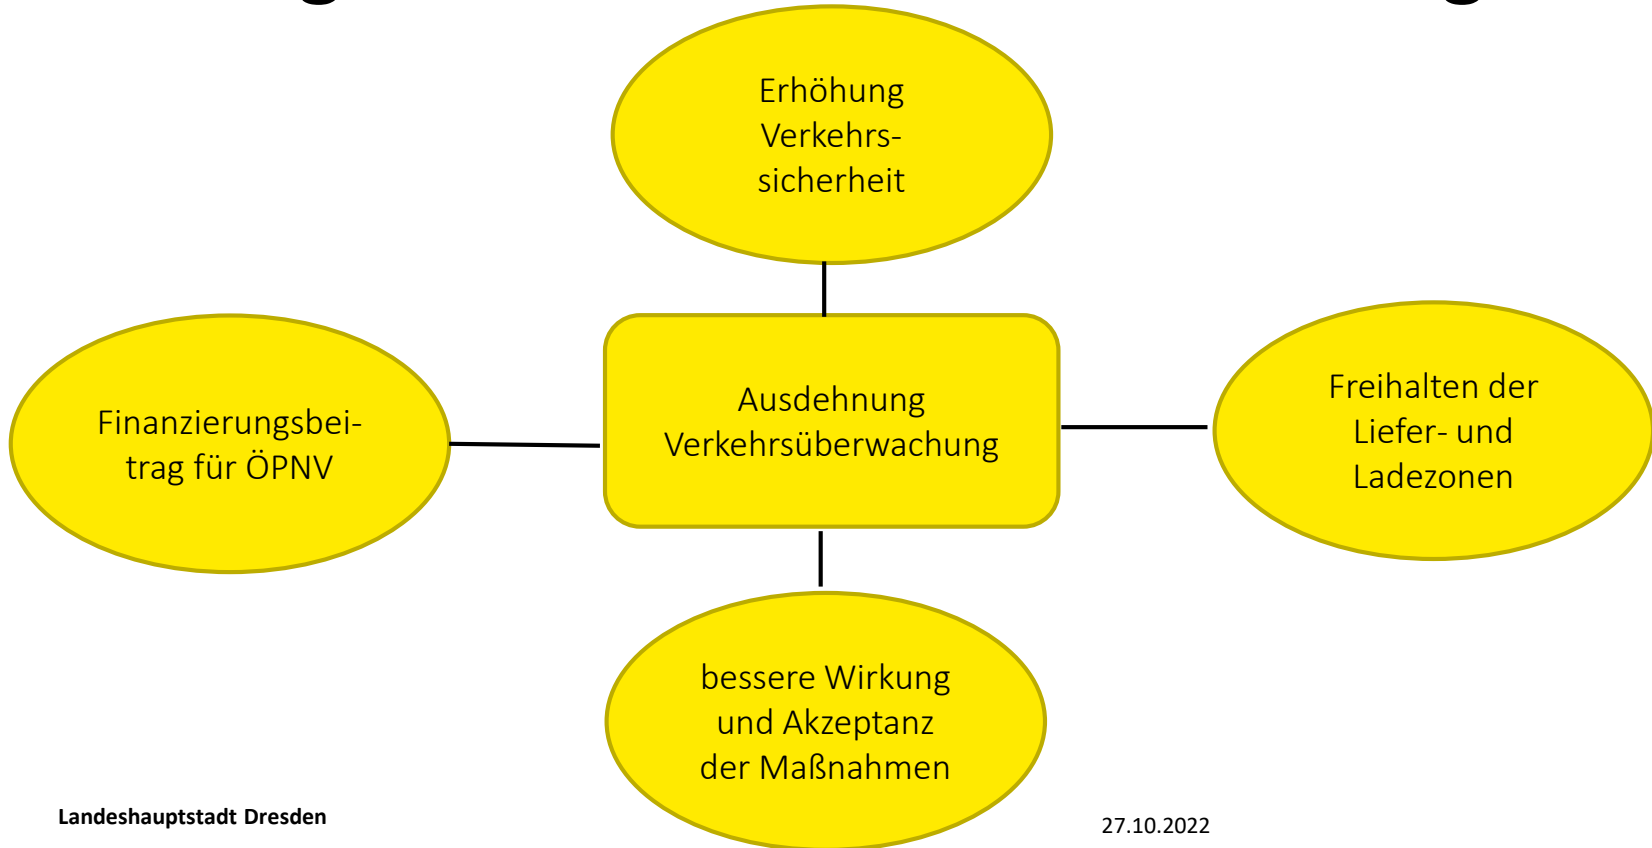 Erhöhung
Verkehrs-
sicherheit
Finanzierungsbei-
trag für ÖPNV
Ausdehnung
Verkehrsüberwachung
Freihalten der
Liefer- und
Ladezonen
bessere Wirkung
und Akzeptanz
der Maßnahmen
Landeshauptstadt Dresden
27.10.2022